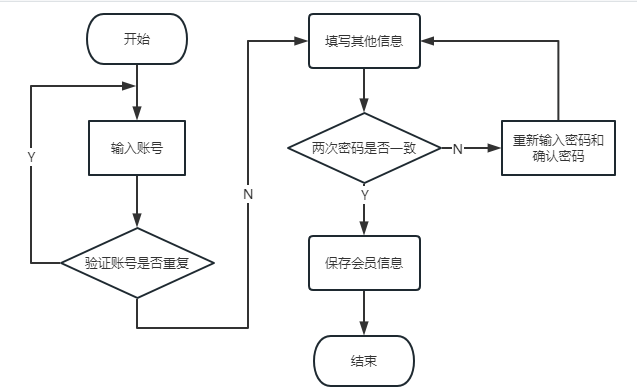 开始
输入账号
验证账号是否重复
Y
N
填写其他信息
两次密码是否一致
N
重新输入密码和
确认密码
Y
保存会员信息
结束